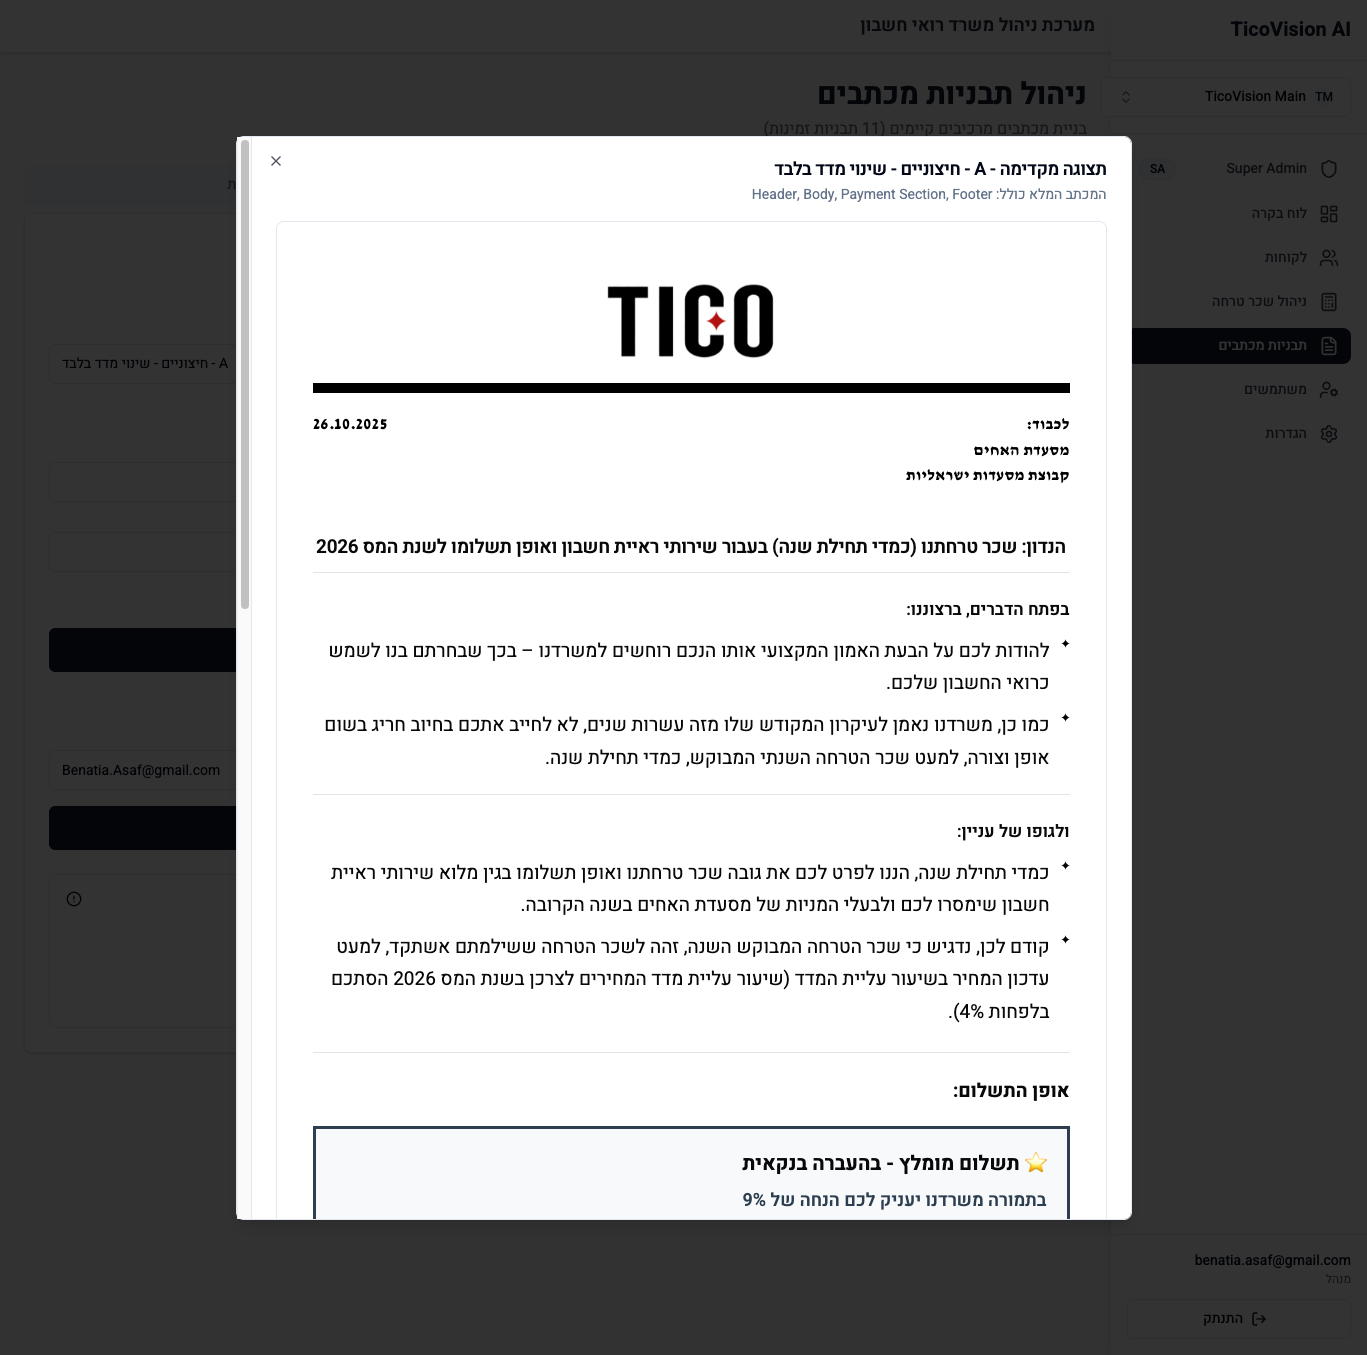 מערכת ניהול משרד רואי חשבון
TicoVision AI
TM TicoVision Main
Super Admin SA
לוח בקרה
לקוחות
ניהול שכר טרחה
תבניות מכתבים
משתמשים
הגדרות
benatia.asaf@gmail.com
מנהל
התנתק
ניהול תבניות מכתבים
בניית מכתבים מרכיבים קיימים (11 תבניות זמינות)
A - חיצוניים - שינוי מדד בלבד
Benatia.Asaf@gmail.com
תצוגה מקדימה - A - חיצוניים - שינוי מדד בלבד
המכתב המלא כולל: Header, Body, Payment Section, Footer
TICO
לכבוד:
26.10.2025
מסעדת האחים
קבוצת מסעדות ישראליות
הנדון: שכר טרחתנו (כמדי תחילת שנה) בעבור שירותי ראיית חשבון ואופן תשלומו לשנת המס 2026
בפתח הדברים, ברצוננו:
להודות לכם על הבעת האמון המקצועי אותו הנכם רוחשים למשרדנו – בכך שבחרתם בנו לשמש
כרואי החשבון שלכם.
כמו כן, משרדנו נאמן לעיקרון המקודש שלו מזה עשרות שנים, לא לחייב אתכם בחיוב חריג בשום
אופן וצורה, למעט שכר הטרחה השנתי המבוקש, כמדי תחילת שנה.
ולגופו של עניין:
כמדי תחילת שנה, הננו לפרט לכם את גובה שכר טרחתנו ואופן תשלומו בגין מלוא שירותי ראיית
חשבון שימסרו לכם ולבעלי המניות של מסעדת האחים בשנה הקרובה.
קודם לכן, נדגיש כי שכר הטרחה המבוקש השנה, זהה לשכר הטרחה ששילמתם אשתקד, למעט
עדכון המחיר בשיעור עליית המדד (שיעור עליית מדד המחירים לצרכן בשנת המס 2026 הסתכם
בלפחות 4%).
אופן התשלום:
⭐ תשלום מומלץ - בהעברה בנקאית
בתמורה משרדנו יעניק לכם הנחה של 9%